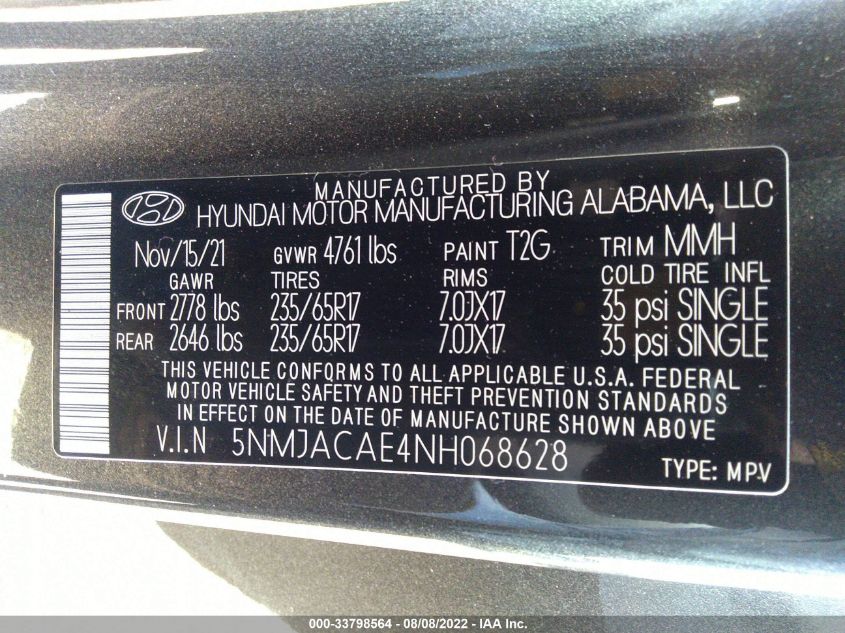 MANUFACTURED BY
HYUNDAI MOTOR MANUFACTURING ALABAMA, LLC
Nov/15/21 GVWR 4761 lbs PAINT T2G TRIM MMH
GAWR TIRES RIMS COLD TIRE INFL
FRONT 2778 lbs 235/65R17 7.0JX17 35 psi SINGLE
REAR 2646 lbs 235/65R17 7.0JX17 35 psi SINGLE
THIS VEHICLE CONFORMS TO ALL APPLICABLE U.S.A. FEDERAL
MOTOR VEHICLE SAFETY AND THEFT PREVENTION STANDARDS
IN EFFECT ON THE DATE OF MANUFACTURE SHOWN ABOVE
V.I.N 5NMJACAE4NH068628 TYPE: MPV
000-33798564 - 08/08/2022 - IAA Inc.